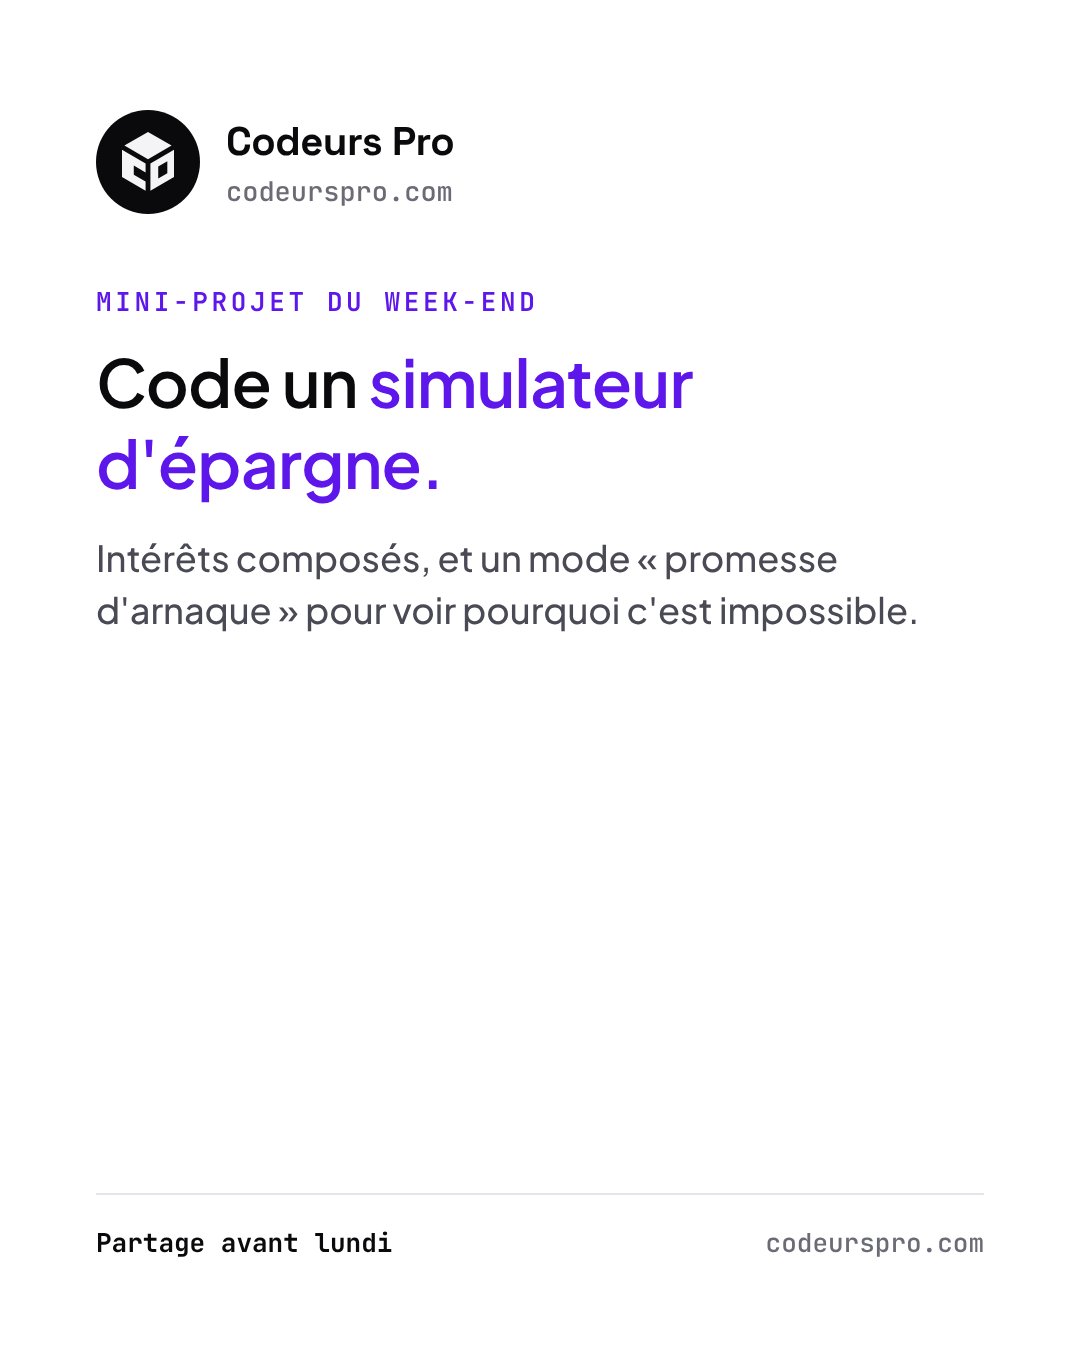 Codeurs Pro
codeurspro.com
MINI-PROJET DU WEEK-END
Code un simulateur
d'épargne.
Intérêts composés, et un mode « promesse
d'arnaque » pour voir pourquoi c'est impossible.
Partage avant lundi
codeurspro.com